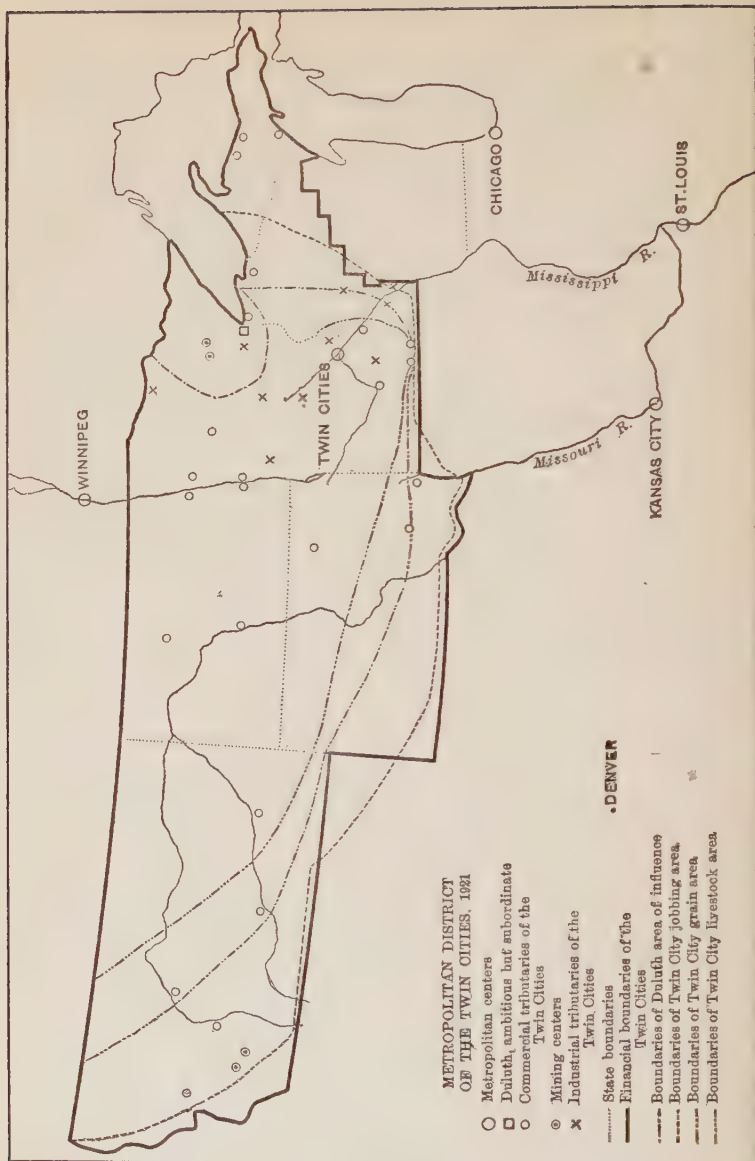 METROPOLITAN DISTRICT
OF THE TWIN CITIES, 1921
Metropolitan centers
Duluth, ambitious but subordinate
Commercial tributaries of the
Twin Cities
Mining centers
Industrial tributaries of the
Twin Cities
State boundaries
Financial boundaries of the
Twin Cities
Boundaries of Duluth area of influence
Boundaries of Twin City jobbing area
Boundaries of Twin City grain area
Boundaries of Twin City livestock area
WINNIPEG
TWIN CITIES
CHICAGO
Mississippi R.
ST. LOUIS
Missouri R.
KANSAS CITY
DENVER